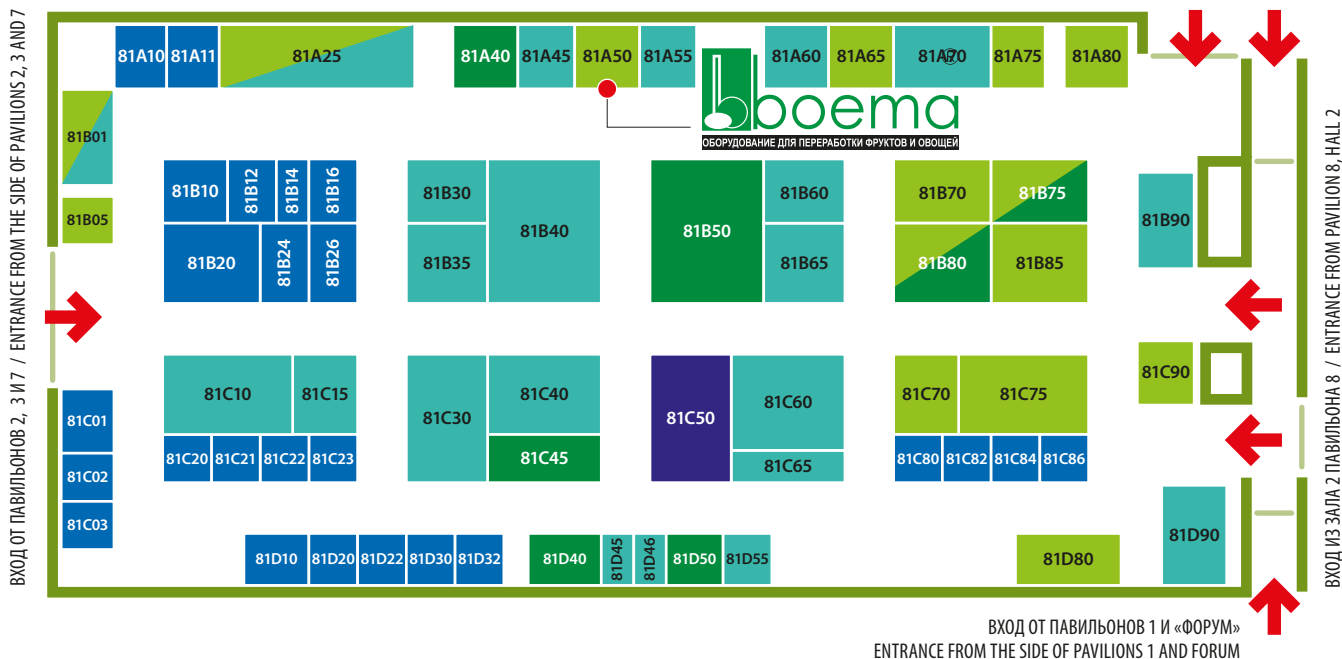 ВХОД ОТ ПАВИЛЬОНОВ 2, 3 И 7 / ENTRANCE FROM THE SIDE OF PAVILIONS 2, 3 AND 7
81A10 81A11 81A25 81A40 81A45 81A50 81A55 81A60 81A65 81A70 81A75 81A80
®
boema
ОБОРУДОВАНИЕ ДЛЯ ПЕРЕРАБОТКИ ФРУКТОВ И ОВОЩЕЙ
81B01
81B05
81B10 81B12 81B14 81B16 81B30 81B40 81B50 81B60 81B70 81B75 81B90
81B20 81B24 81B26 81B35 81B65 81B80 81B85
81C01
81C02
81C03
81C10 81C15 81C30 81C40 81C50 81C60 81C70 81C75 81C90
81C20 81C21 81C22 81C23 81C45 81C65 81C80 81C82 81C84 81C86
81D10 81D20 81D22 81D30 81D32 81D40 81D45 81D46 81D50 81D55 81D80 81D90
ВХОД ИЗ ЗАЛА 2 ПАВИЛЬОНА 8 / ENTRANCE FROM PAVILION 8, HALL 2
ВХОД ОТ ПАВИЛЬОНОВ 1 И «ФОРУМ»
ENTRANCE FROM THE SIDE OF PAVILIONS 1 AND FORUM